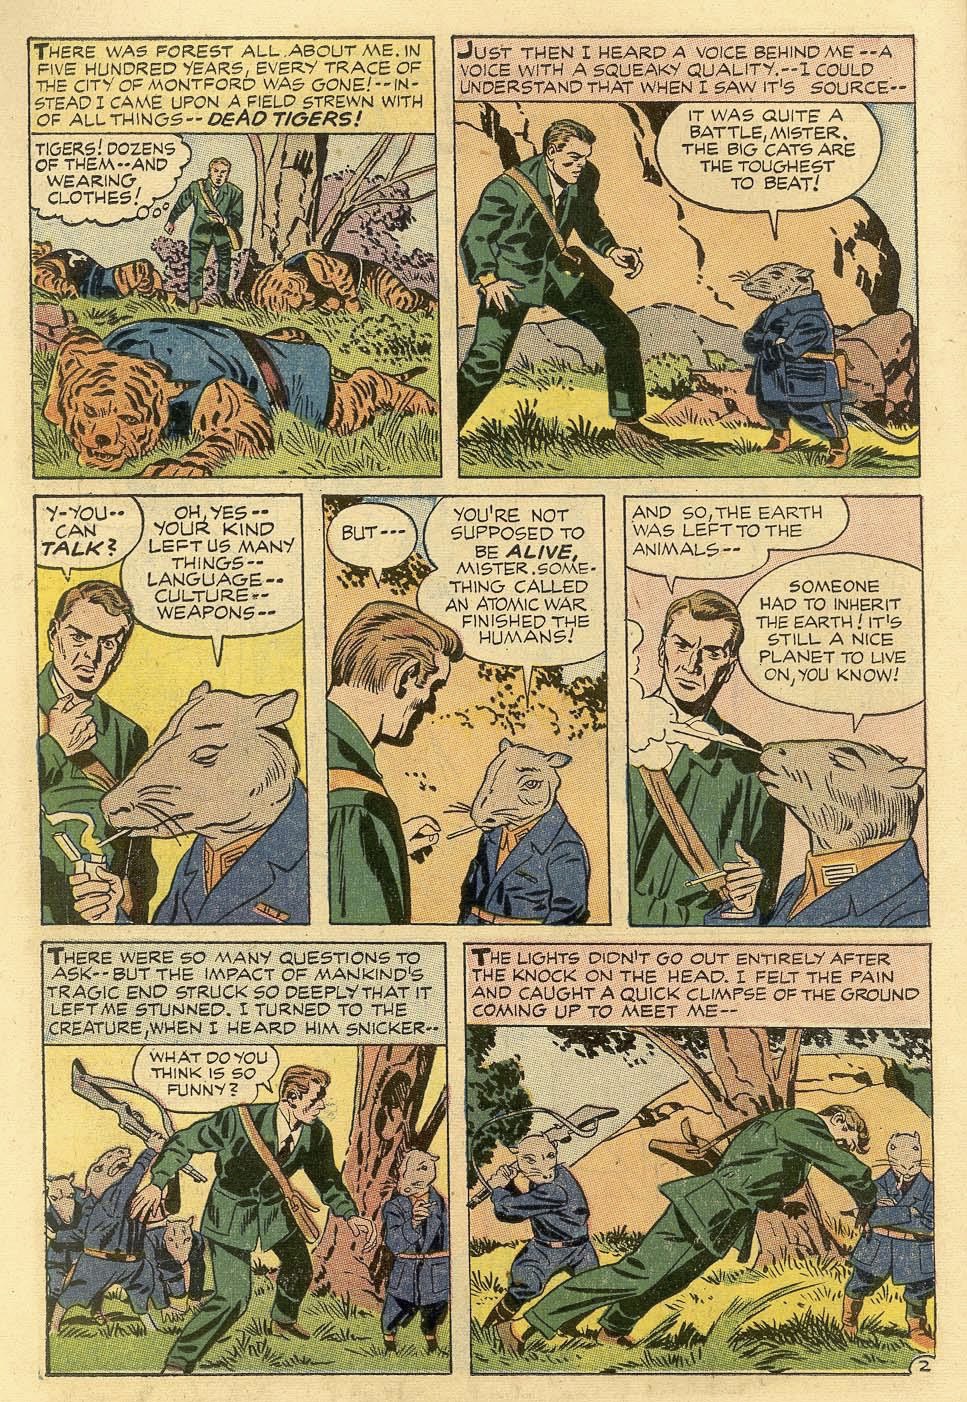 THERE WAS FOREST ALL ABOUT ME. IN
FIVE HUNDRED YEARS, EVERY TRACE OF
THE CITY OF MONTFORD WAS GONE!--IN-
STEAD I CAME UPON A FIELD STREWN WITH
OF ALL THINGS-- DEAD TIGERS!
TIGERS! DOZENS
OF THEM--AND
WEARING
CLOTHES!
JUST THEN I HEARD A VOICE BEHIND ME--A
VOICE WITH A SQUEAKY QUALITY.--I COULD
UNDERSTAND THAT WHEN I SAW IT'S SOURCE--
IT WAS QUITE A
BATTLE, MISTER.
THE BIG CATS ARE
THE TOUGHEST
TO BEAT!
Y-YOU--
CAN
TALK?
OH, YES--
YOUR KIND
LEFT US MANY
THINGS--
LANGUAGE--
CULTURE--
WEAPONS--
BUT---
YOU'RE NOT
SUPPOSED TO
BE ALIVE,
MISTER. SOME-
THING CALLED
AN ATOMIC WAR
FINISHED THE
HUMANS!
AND SO, THE EARTH
WAS LEFT TO THE
ANIMALS--
SOMEONE
HAD TO INHERIT
THE EARTH! IT'S
STILL A NICE
PLANET TO LIVE
ON, YOU KNOW!
THERE WERE SO MANY QUESTIONS TO
ASK--BUT THE IMPACT OF MANKIND'S
TRAGIC END STRUCK SO DEEPLY THAT IT
LEFT ME STUNNED. I TURNED TO THE
CREATURE, WHEN I HEARD HIM SNICKER--
WHAT DO YOU
THINK IS SO
FUNNY?
THE LIGHTS DIDN'T GO OUT ENTIRELY AFTER
THE KNOCK ON THE HEAD. I FELT THE PAIN
AND CAUGHT A QUICK CLIMPSE OF THE GROUND
COMING UP TO MEET ME--
2